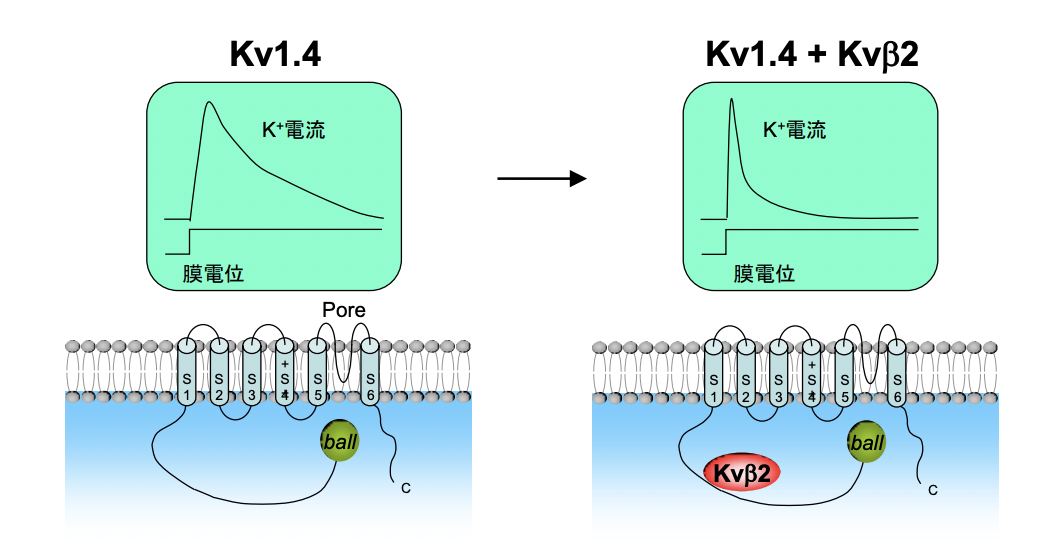 Kv1.4
K⁺電流
膜電位
Pore
S1
S2
S3
+
S4
S5
S6
ball
C
Kv1.4 + Kvβ2
K⁺電流
膜電位
S1
S2
S3
+
S4
S5
S6
ball
Kvβ2
C